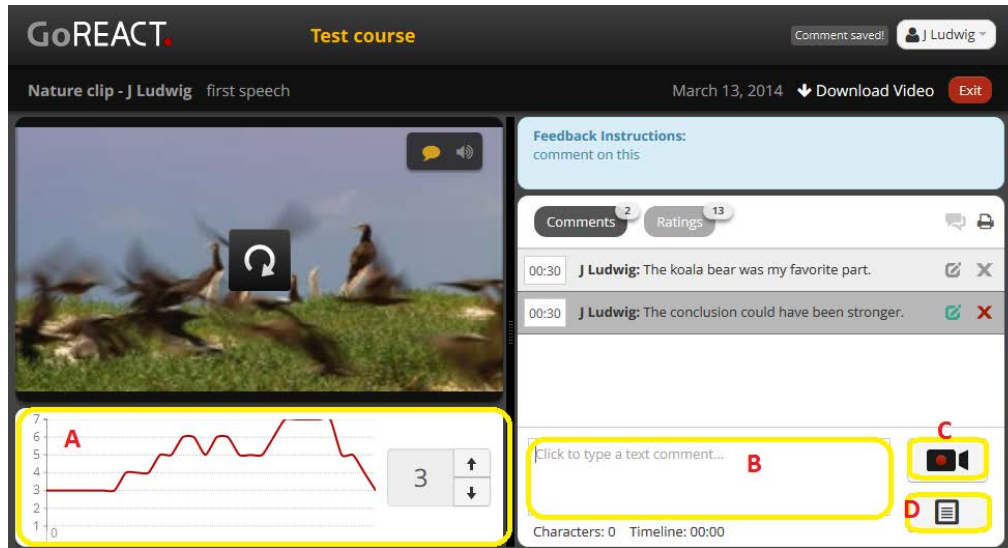 GoREACT.
Test course
Comment saved!
J Ludwig
Nature clip - J Ludwig first speech
March 13, 2014 Download Video Exit
Feedback Instructions:
comment on this
Comments 2 Ratings 13
00:30 J Ludwig: The koala bear was my favorite part.
00:30 J Ludwig: The conclusion could have been stronger.
7
6
5
4
3
2
1
0
A
3
Click to type a text comment...
B
C
D
Characters: 0 Timeline: 00:00